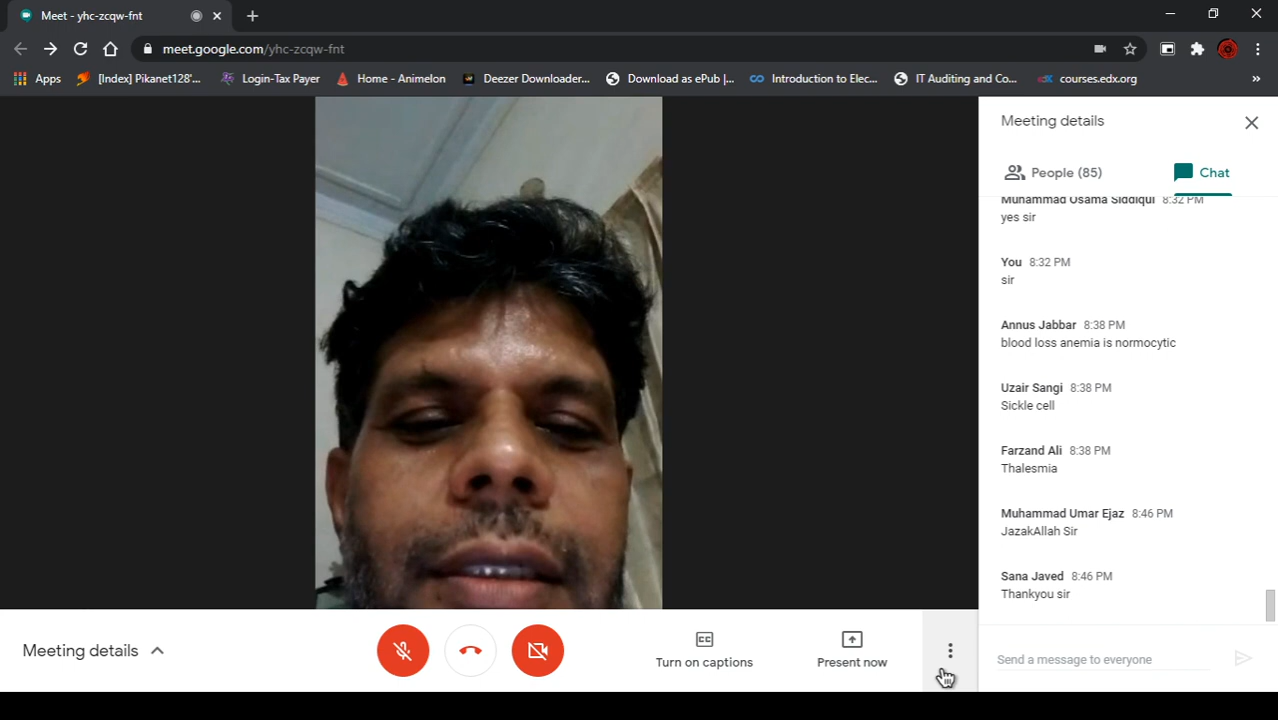 Meet - yhc-zcqw-fnt
meet.google.com/yhc-zcqw-fnt
Apps
[Index] Pikanet128'...
Login-Tax Payer
Home - Animelon
Deezer Downloader...
Download as ePub |...
Introduction to Elec...
IT Auditing and Co...
courses.edx.org
Meeting details
People (85)
Chat
Muhammad Osama Siddiqui 8:32 PM
yes sir
You 8:32 PM
sir
Annus Jabbar 8:38 PM
blood loss anemia is normocytic
Uzair Sangi 8:38 PM
Sickle cell
Farzand Ali 8:38 PM
Thalesmia
Muhammad Umar Ejaz 8:46 PM
JazakAllah Sir
Sana Javed 8:46 PM
Thankyou sir
Send a message to everyone
Meeting details
Turn on captions
Present now